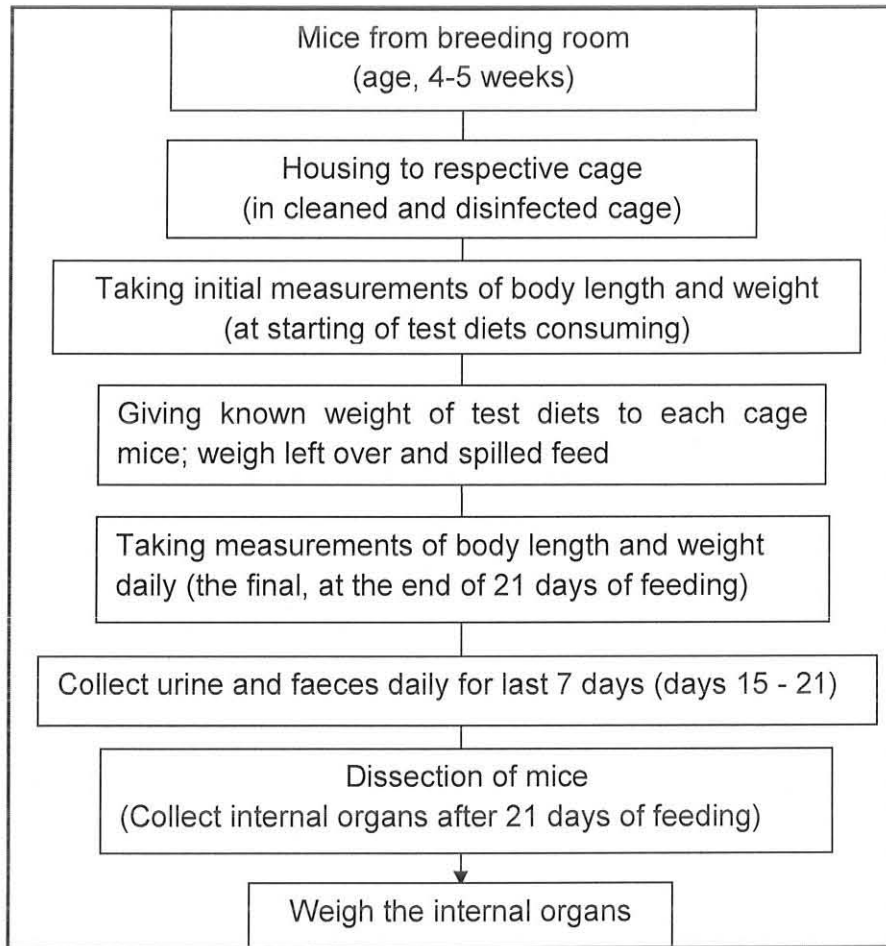 Mice from breeding room
(age, 4-5 weeks)
Housing to respective cage
(in cleaned and disinfected cage)
Taking initial measurements of body length and weight
(at starting of test diets consuming)
Giving known weight of test diets to each cage
mice; weigh left over and spilled feed
Taking measurements of body length and weight
daily (the final, at the end of 21 days of feeding)
Collect urine and faeces daily for last 7 days (days 15 - 21)
Dissection of mice
(Collect internal organs after 21 days of feeding)
Weigh the internal organs